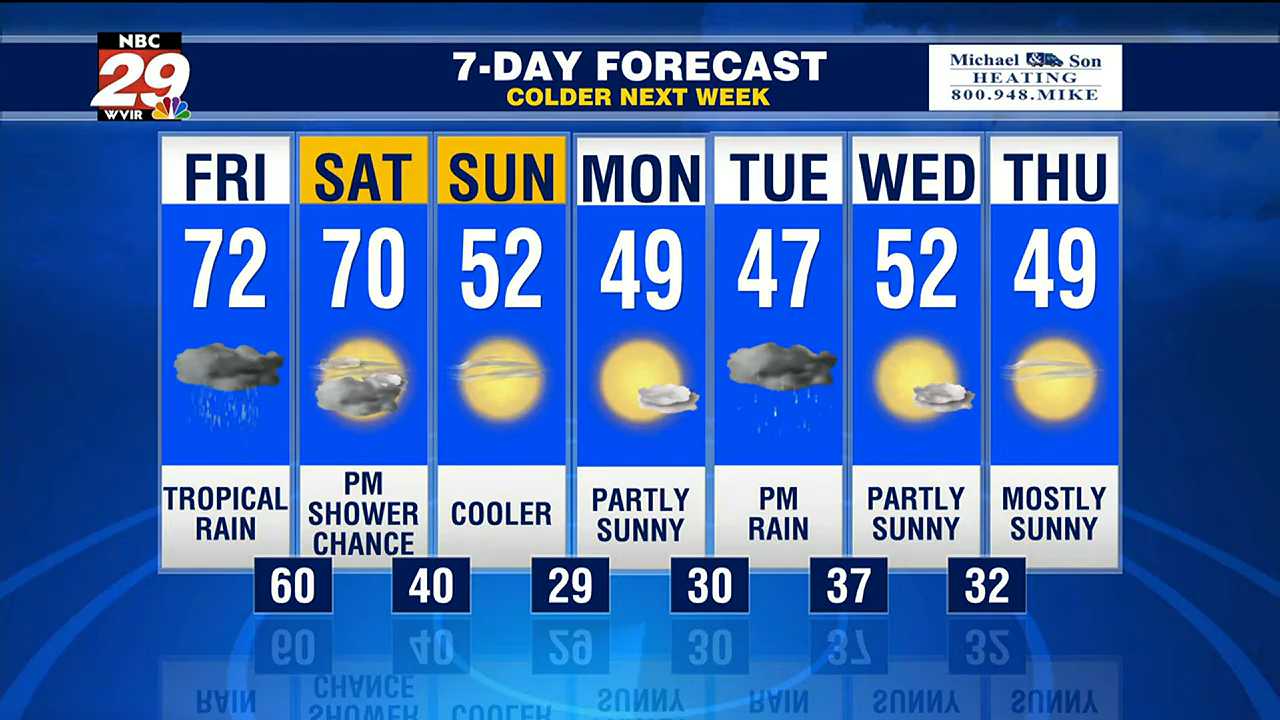 NBC
29
WVIR
7-DAY FORECAST
COLDER NEXT WEEK
Michael & Son
HEATING
800.948.MIKE
FRI
SAT
SUN
MON
TUE
WED
THU
72
70
52
49
47
52
49
TROPICAL
RAIN
PM
SHOWER
CHANCE
COOLER
PARTLY
SUNNY
PM
RAIN
PARTLY
SUNNY
MOSTLY
SUNNY
60
40
29
30
37
32